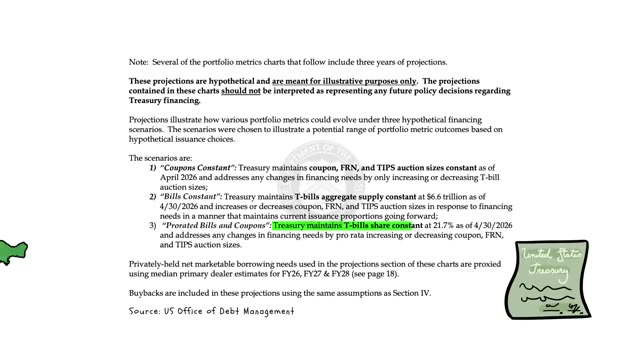 Note: Several of the portfolio metrics charts that follow include three years of projections.
These projections are hypothetical and are meant for illustrative purposes only. The projections
contained in these charts should not be interpreted as representing any future policy decisions regarding
Treasury financing.
Projections illustrate how various portfolio metrics could evolve under three hypothetical financing
scenarios. The scenarios were chosen to illustrate a potential range of portfolio metric outcomes based on
hypothetical issuance choices.
The scenarios are:
1) "Coupons Constant": Treasury maintains coupon, FRN, and TIPS auction sizes constant as of
April 2026 and addresses any changes in financing needs by only increasing or decreasing T-bill
auction sizes;
2) "Bills Constant": Treasury maintains T-bills aggregate supply constant at $6.6 trillion as of
4/30/2026 and increases or decreases coupon, FRN, and TIPS auction sizes in response to financing
needs in a manner that maintains current issuance proportions going forward;
3) "Prorated Bills and Coupons": Treasury maintains T-bills share constant at 21.7% as of 4/30/2026
and addresses any changes in financing needs by pro rata increasing or decreasing coupon, FRN,
and TIPS auction sizes.
Privately-held net marketable borrowing needs used in the projections section of these charts are proxied
using median primary dealer estimates for FY26, FY27 & FY28 (see page 18).
Buybacks are included in these projections using the same assumptions as Section IV.
Source: US Office of Debt Management
United States
Treasury